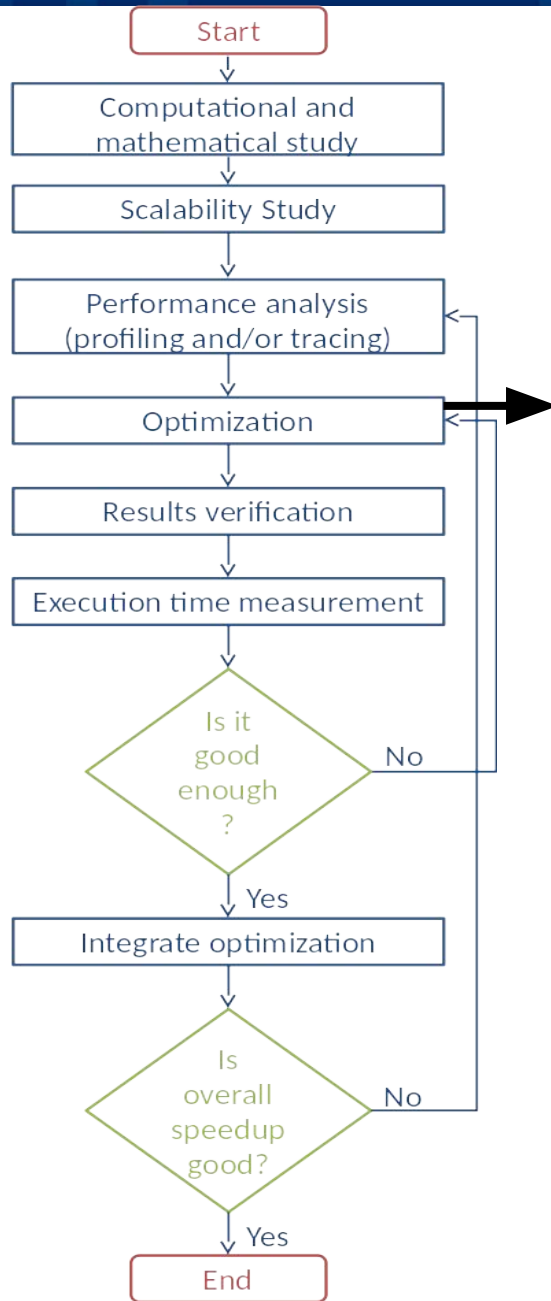 Start
Computational and
mathematical study
Scalability Study
Performance analysis
(profiling and/or tracing)
Optimization
Results verification
Execution time measurement
Is it
good
enough
?
No
Yes
Integrate optimization
Is
overall
speedup
good?
No
Yes
End